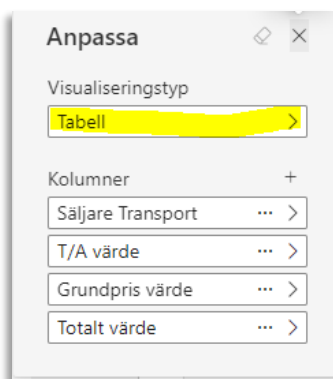 Anpassa
Visualiseringstyp
Tabell
Kolumner
Säljare Transport
T/A värde
Grundpris värde
Totalt värde